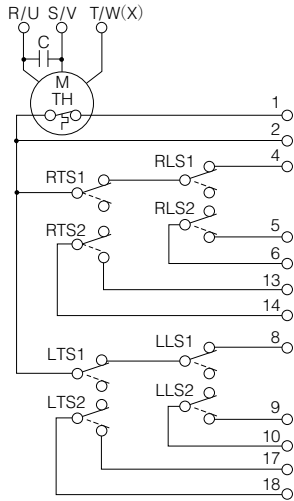 R/U S/V T/W(X)
C
M
TH
1
2
RLS1 4
RTS1
RLS2
RTS2 5
6
13
14
LLS1 8
LTS1
LLS2
LTS2 9
10
17
18